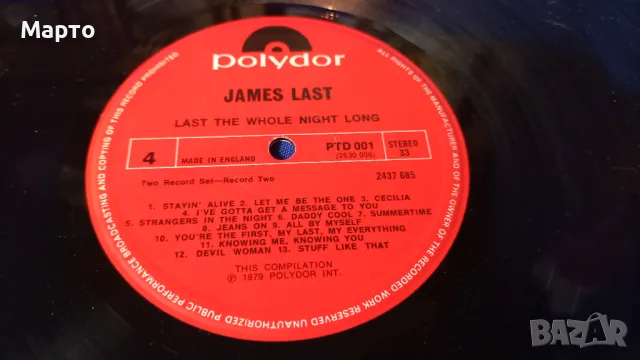 Марто
polydor
JAMES LAST
LAST THE WHOLE NIGHT LONG
4
MADE IN ENGLAND
PTD 001
(2630 006)
STEREO
33
Two Record Set—Record Two
2437 685
1. STAYIN' ALIVE 2. LET ME BE THE ONE 3. CECILIA
4. I'VE GOTTA GET A MESSAGE TO YOU
5. STRANGERS IN THE NIGHT 6. DADDY COOL 7. SUMMERTIME
8. JEANS ON 9. ALL BY MYSELF
10. YOU'RE THE FIRST, MY LAST, MY EVERYTHING
11. KNOWING ME, KNOWING YOU
12. DEVIL WOMAN 13. STUFF LIKE THAT
THIS COMPILATION
℗ 1979 POLYDOR INT.
ALL RIGHTS OF THE MANUFACTURER AND OF THE OWNER OF THE RECORDED WORK RESERVED UNAUTHORIZED PUBLIC PERFORMANCE BROADCASTING AND COPYING OF THIS RECORD PROHIBITED
BAZAR